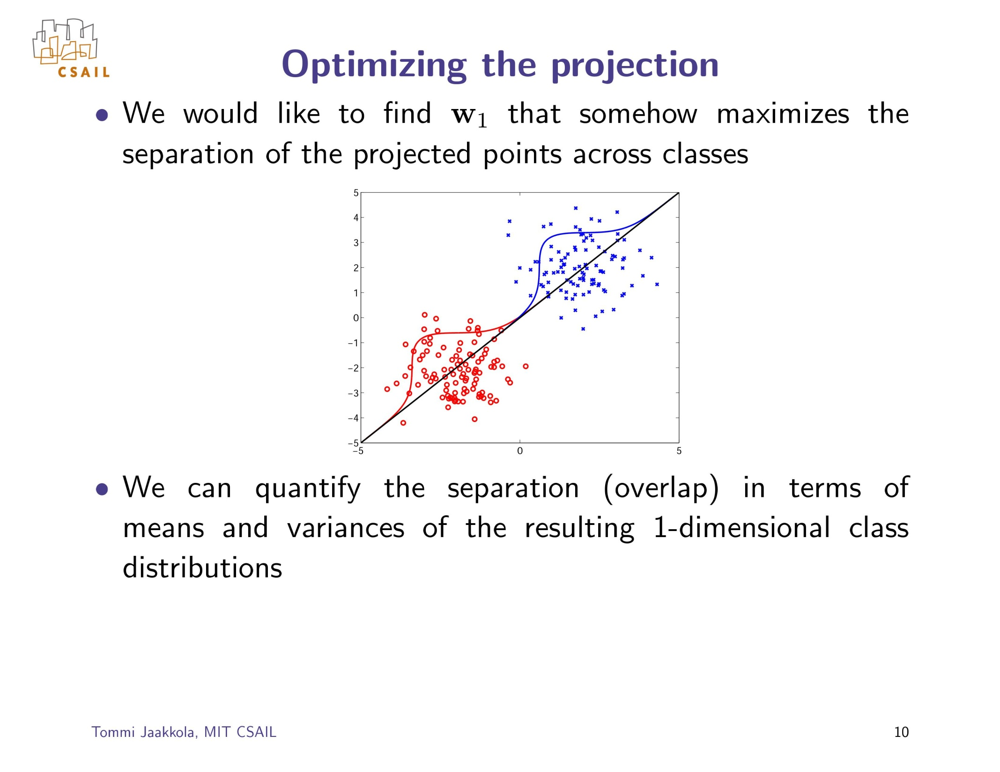 CSAIL
Optimizing the projection
• We would like to find w₁ that somehow maximizes the
separation of the projected points across classes
5
4
3
2
1
0
−1
−2
−3
−4
−5
−5 0 5
• We can quantify the separation (overlap) in terms of
means and variances of the resulting 1-dimensional class
distributions
Tommi Jaakkola, MIT CSAIL 10